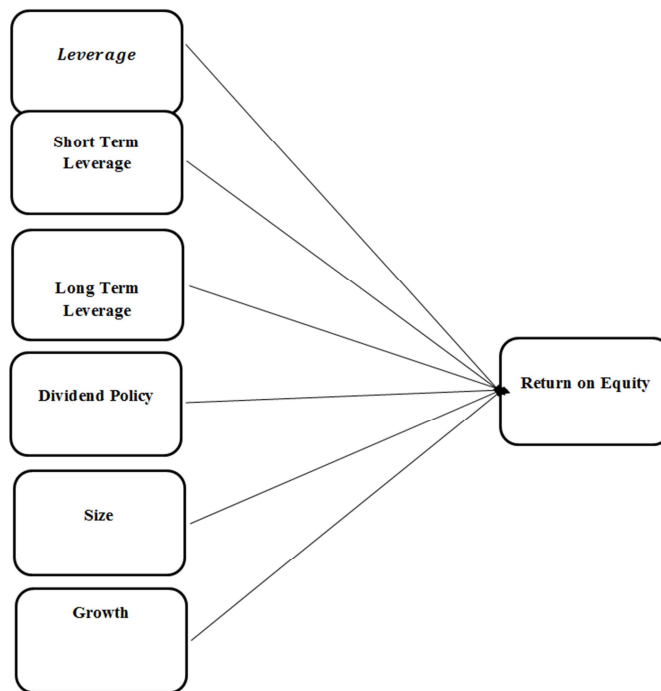 Leverage
Short Term
Leverage
Long Term
Leverage
Dividend Policy
Return on Equity
Size
Growth